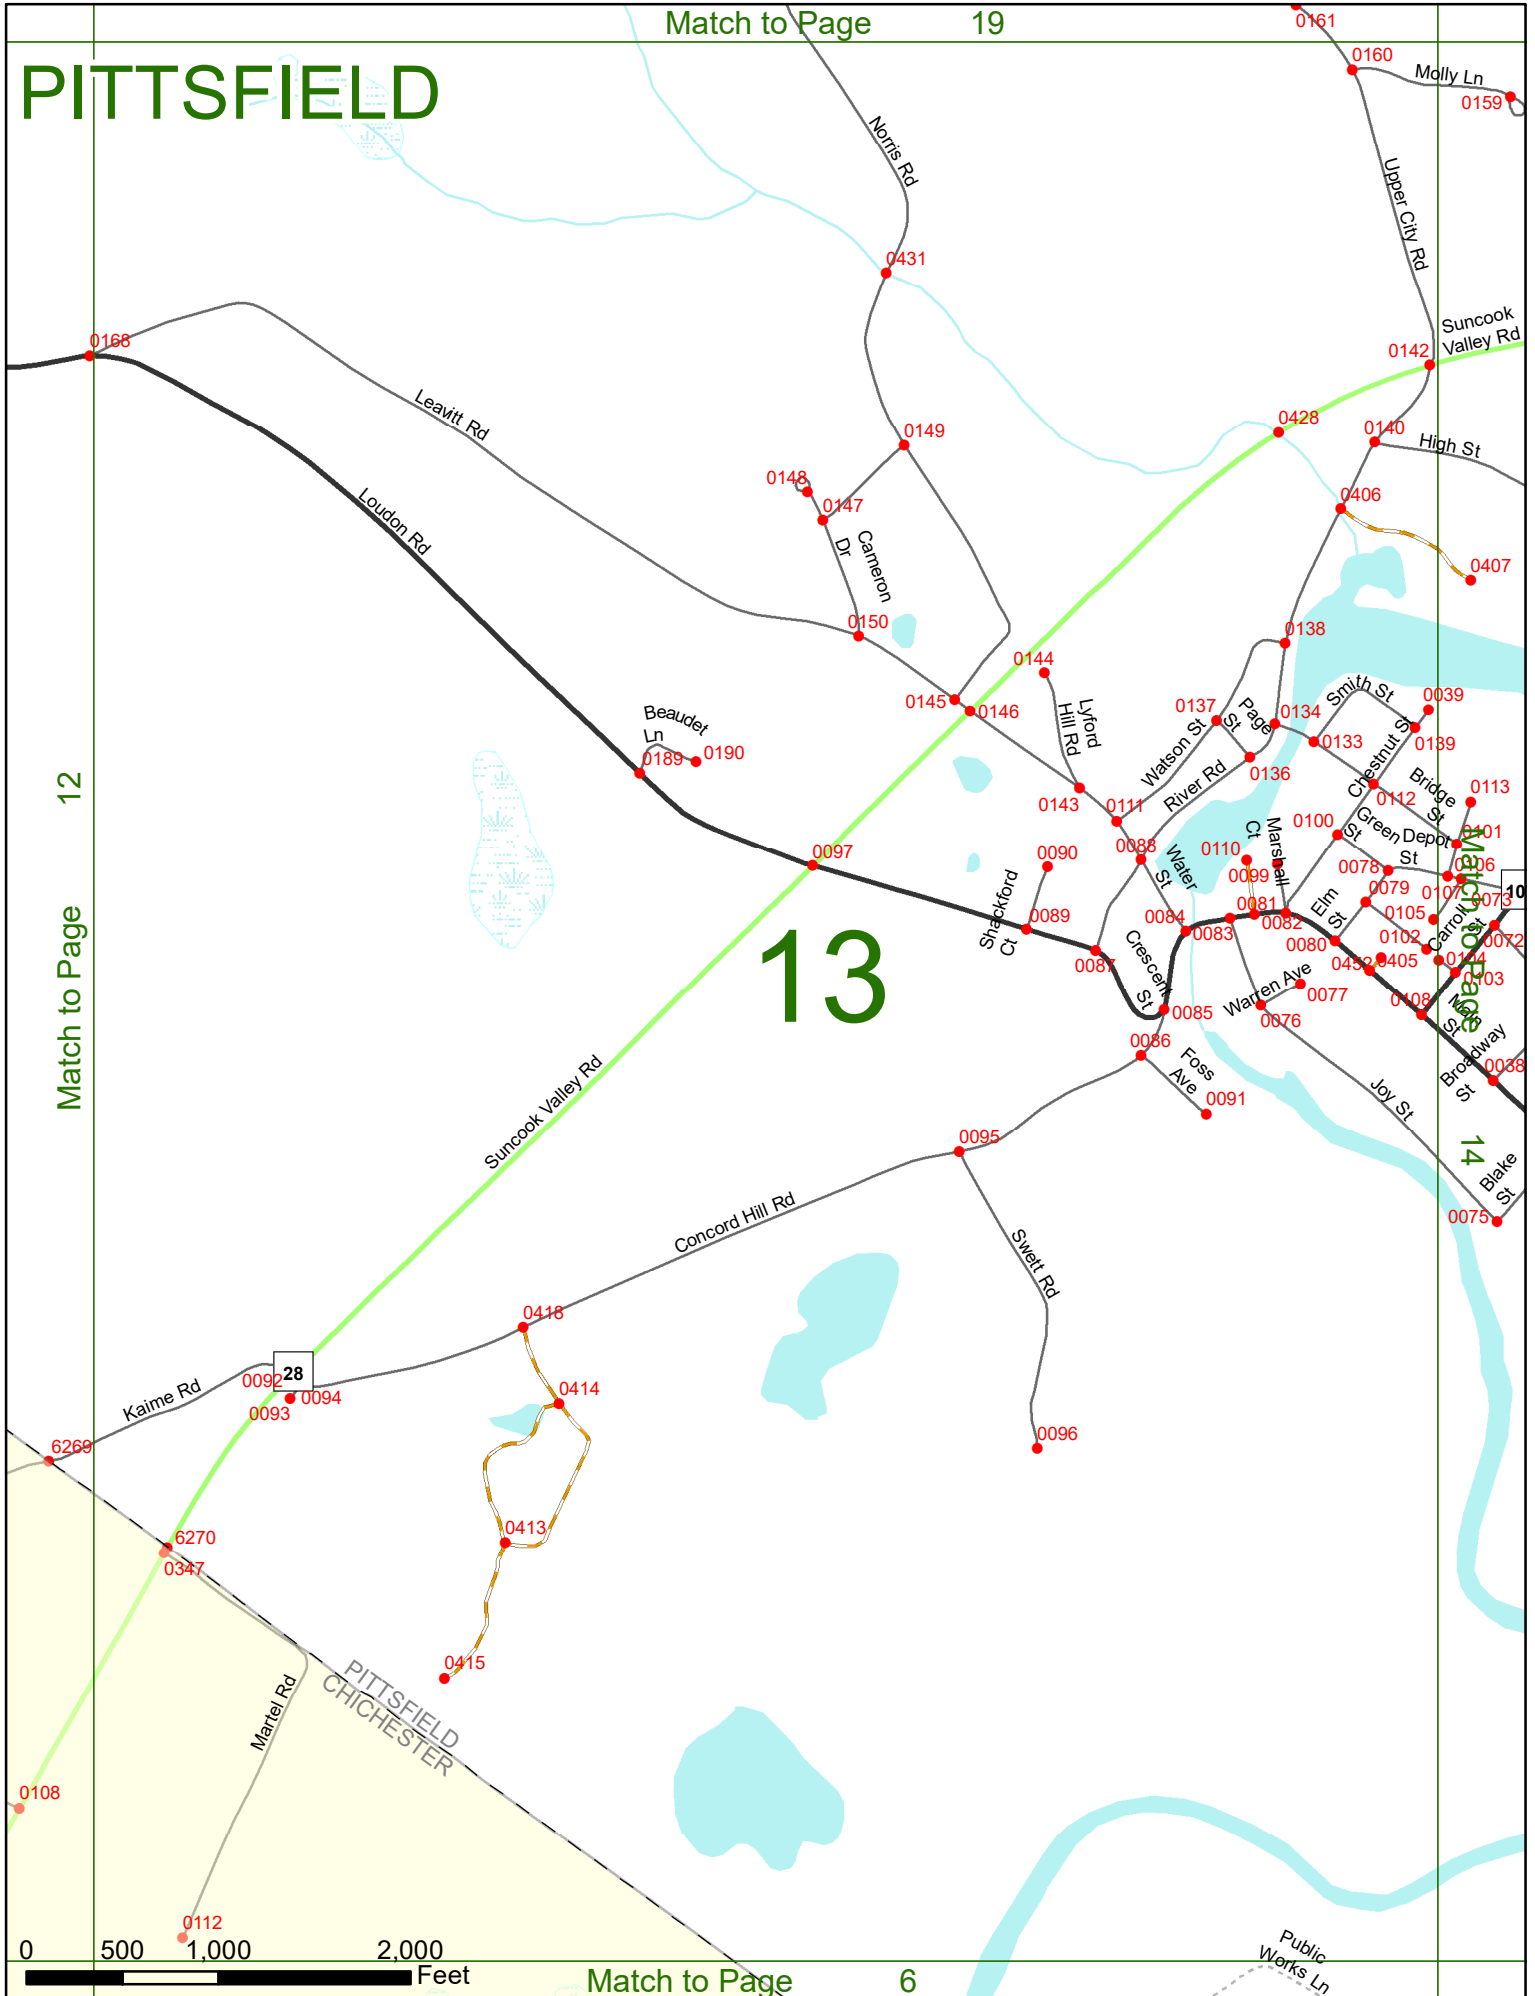 Match to Page 19
PITTSFIELD
0161
0160
Molly Ln
0159
Norris Rd
Upper City Rd
0431
Suncook
Valley Rd
0168
0142
Leavitt Rd
0428
0140
High St
0149
0148
0147
Loudon Rd
0406
Cameron
Dr
0407
0150
0138
0144
Smith St
0039
0145
0146
Lyford
Hill Rd
0137
Page
St
0134
0133
0139
Beaudet
Ln
0189
0190
Watson St
Chestnut St
River Rd
0136
0143
0111
0112
Bridge
St
0113
12
Match to Page
0100
Green
St
Depot
St
0101
0097
0088
0090
Water
St
0110
Marshall
Ct
0099
0078
0106
0107
0079
10
0073
Shackford
Ct
0089
0084
0083
0081
0082
Elm
St
0105
Carroll
St
0072
0087
0080
0102
0104
0103
0452
0405
13
Crescent
St
0085
Warren Ave
0077
0076
0108
Main
St
Match to Page
14
0086
Foss
Ave
0091
Broadway
St
0038
Joy St
Suncook Valley Rd
0095
Blake
St
0075
Concord Hill Rd
Swett Rd
0418
28
0092
0094
0093
Kaime Rd
0414
0096
6269
0413
6270
0347
0415
PITTSFIELD
CHICHESTER
Martel Rd
0108
0112
0 500 1,000 2,000
Feet
Public
Works Ln
Match to Page 6